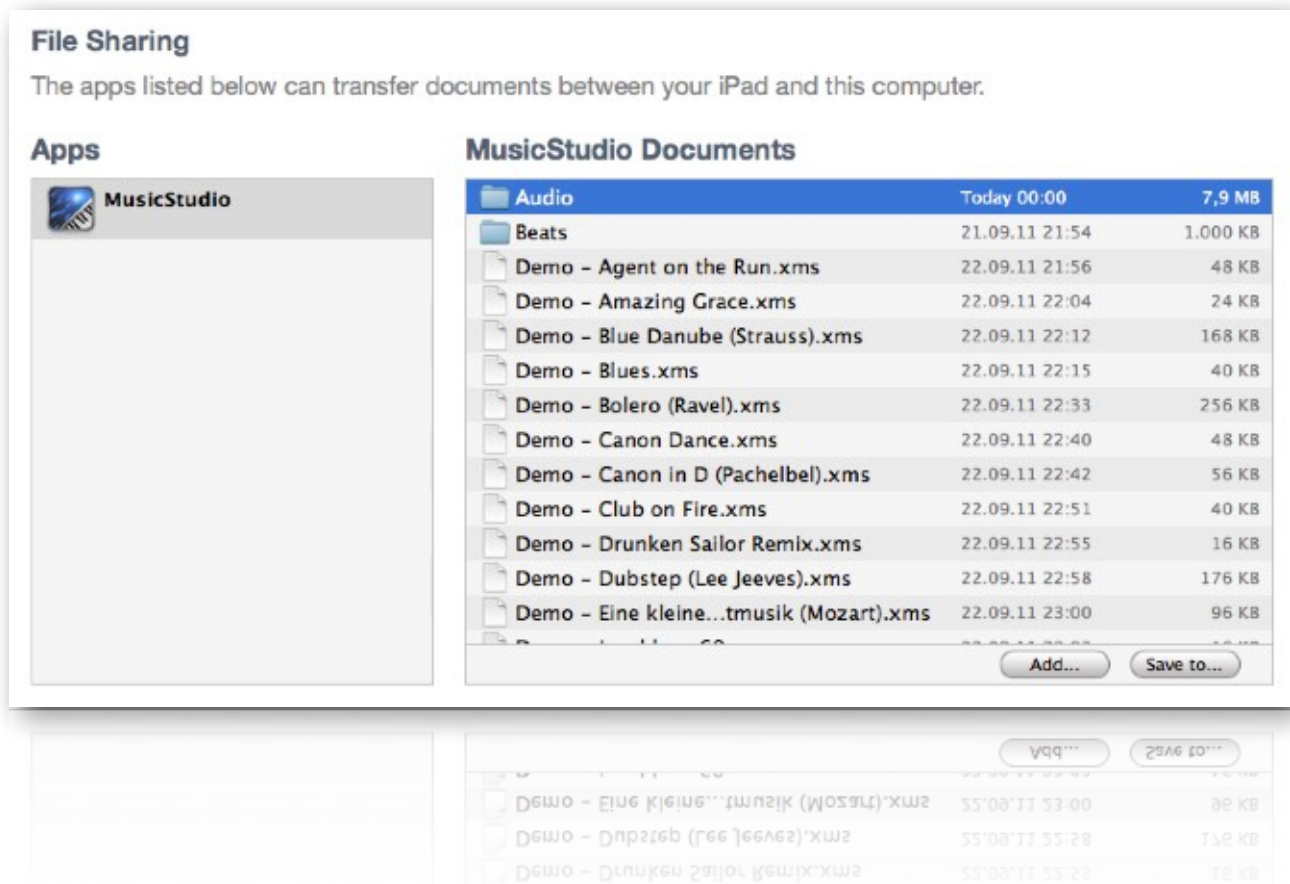 File Sharing
The apps listed below can transfer documents between your iPad and this computer.
Apps
MusicStudio
MusicStudio Documents
Audio Today 00:00 7,9 MB
Beats 21.09.11 21:54 1.000 KB
Demo – Agent on the Run.xms 22.09.11 21:56 48 KB
Demo – Amazing Grace.xms 22.09.11 22:04 24 KB
Demo – Blue Danube (Strauss).xms 22.09.11 22:12 168 KB
Demo – Blues.xms 22.09.11 22:15 40 KB
Demo – Bolero (Ravel).xms 22.09.11 22:33 256 KB
Demo – Canon Dance.xms 22.09.11 22:40 48 KB
Demo – Canon in D (Pachelbel).xms 22.09.11 22:42 56 KB
Demo – Club on Fire.xms 22.09.11 22:51 40 KB
Demo – Drunken Sailor Remix.xms 22.09.11 22:55 16 KB
Demo – Dubstep (Lee Jeeves).xms 22.09.11 22:58 176 KB
Demo – Eine kleine...tmusik (Mozart).xms 22.09.11 23:00 96 KB
Add... Save to...